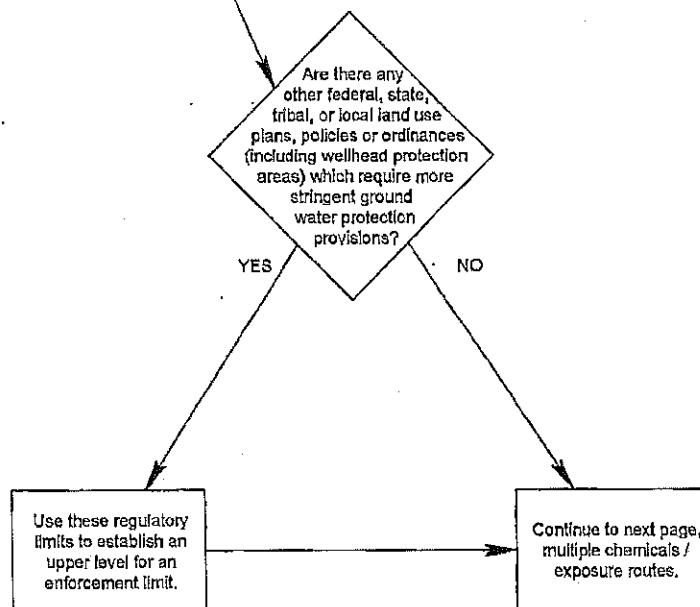 Are there any
other federal, state,
tribal, or local land use
plans, policies or ordinances
(including wellhead protection
areas) which require more
stringent ground
water protection
provisions?
YES
NO
Use these regulatory
limits to establish an
upper level for an
enforcement limit.
Continue to next page,
multiple chemicals /
exposure routes.